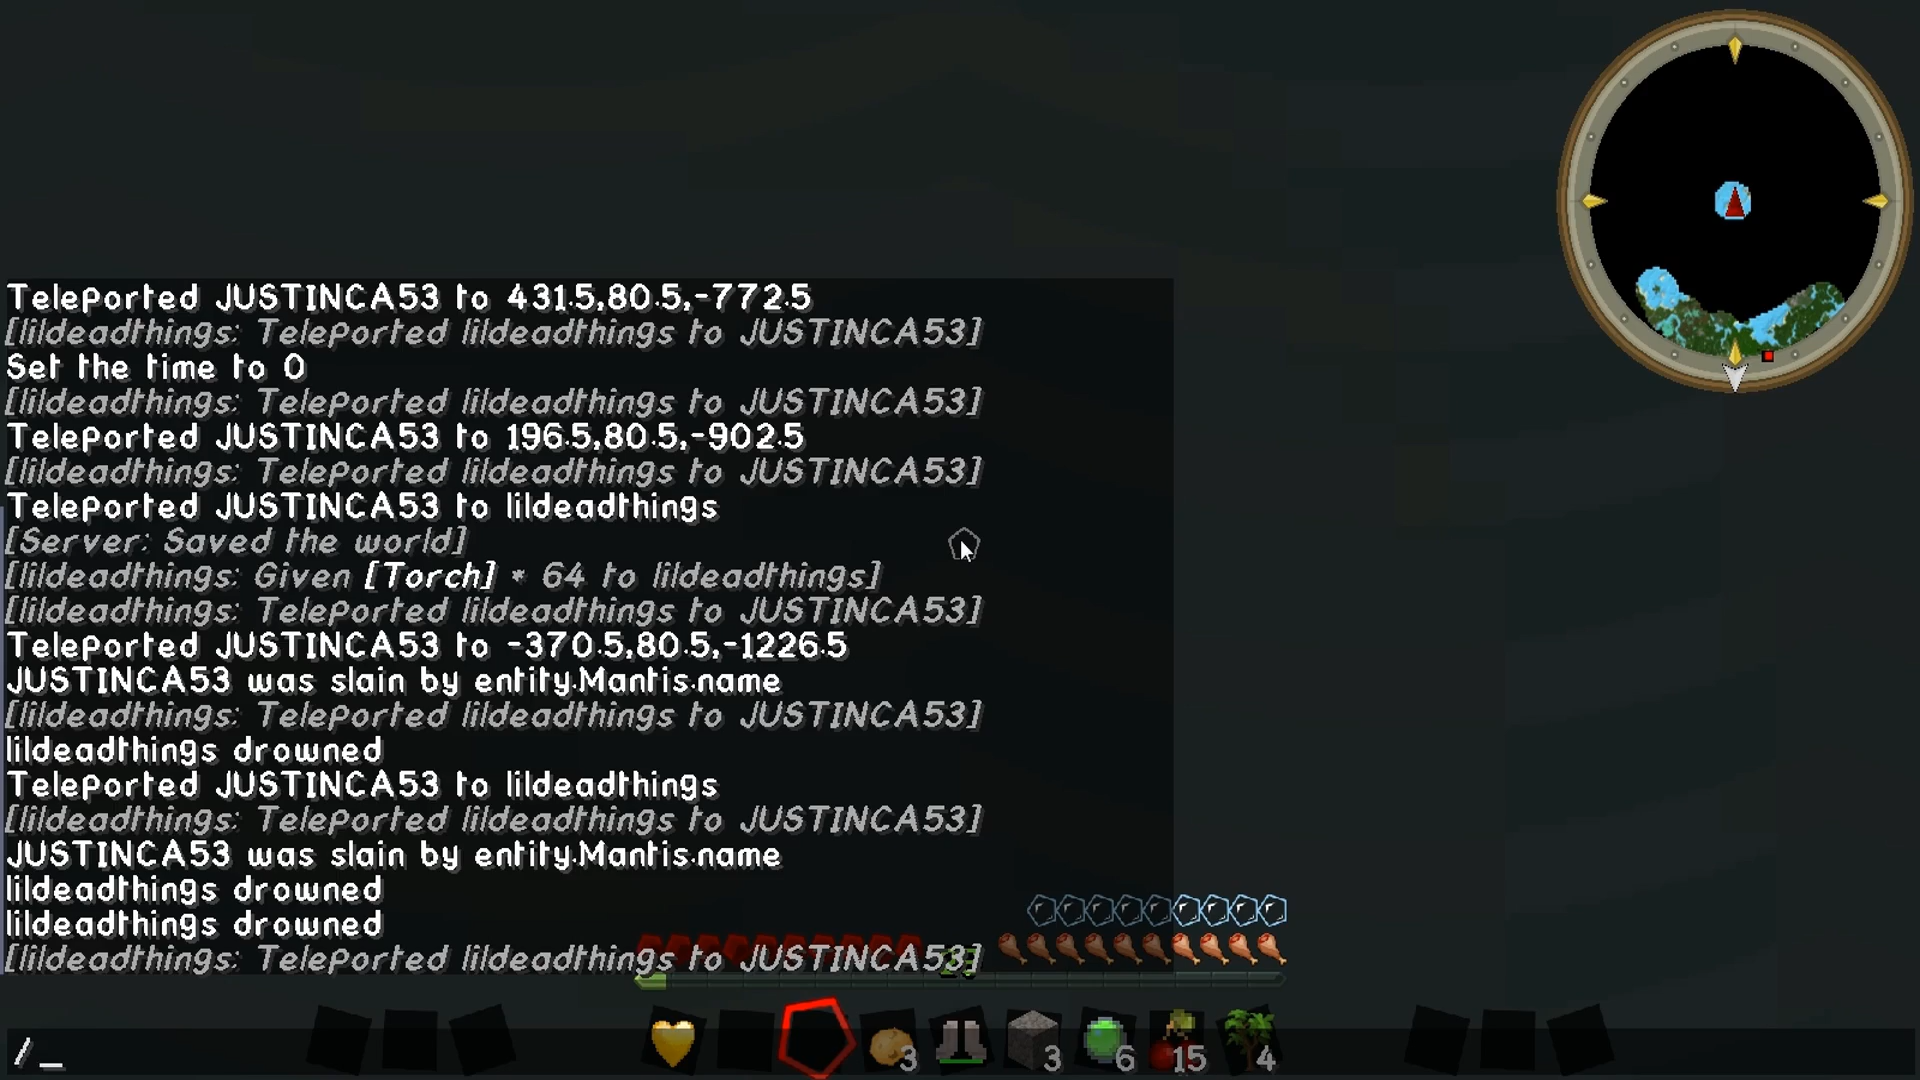 Teleported JUSTINCA53 to 431.5,80.5,-772.5
[lildeadthings: Teleported lildeadthings to JUSTINCA53]
Set the time to 0
[lildeadthings: Teleported lildeadthings to JUSTINCA53]
Teleported JUSTINCA53 to 196.5,80.5,-902.5
[lildeadthings: Teleported lildeadthings to JUSTINCA53]
Teleported JUSTINCA53 to lildeadthings
[Server: Saved the world]
[lildeadthings: Given [Torch] * 64 to lildeadthings]
[lildeadthings: Teleported lildeadthings to JUSTINCA53]
Teleported JUSTINCA53 to -370.5,80.5,-1226.5
JUSTINCA53 was slain by entity.Mantis.name
[lildeadthings: Teleported lildeadthings to JUSTINCA53]
lildeadthings drowned
Teleported JUSTINCA53 to lildeadthings
[lildeadthings: Teleported lildeadthings to JUSTINCA53]
JUSTINCA53 was slain by entity.Mantis.name
lildeadthings drowned
lildeadthings drowned
[lildeadthings: Teleported lildeadthings to JUSTINCA53]
3 3 6 15 4
/_